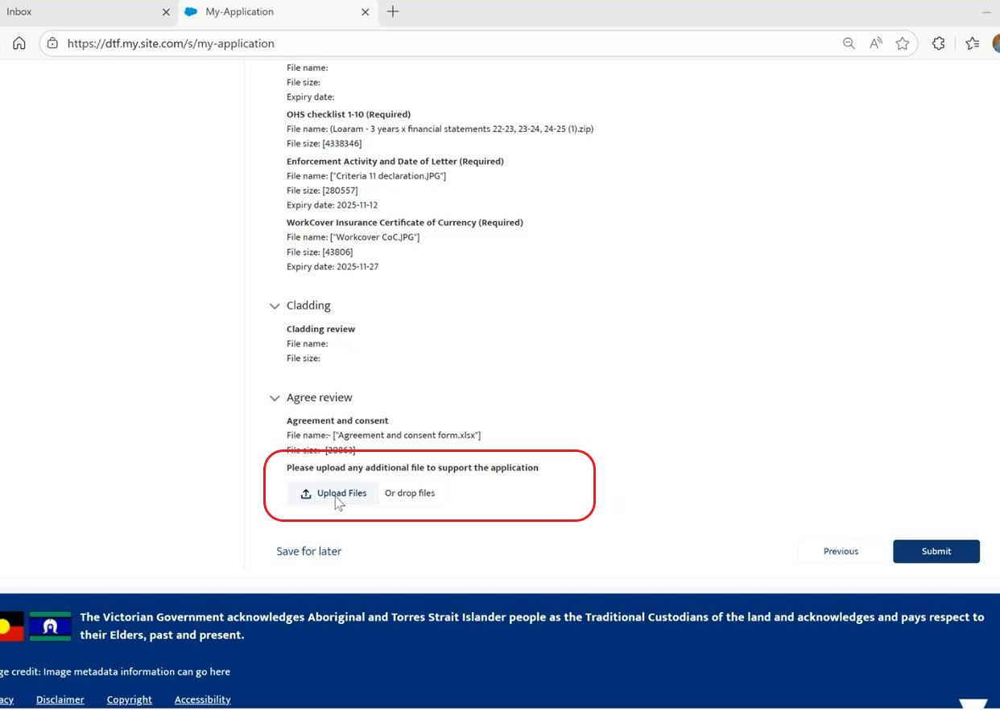 Inbox
My-Application
https://dtf.my.site.com/s/my-application
File name:
File size:
Expiry date:
OHS checklist 1-10 (Required)
File name: (Loaram - 3 years x financial statements 22-23, 23-24, 24-25 (1).zip)
File size: [4338346]
Enforcement Activity and Date of Letter (Required)
File name: ["Criteria 11 declaration.JPG"]
File size: [280557]
Expiry date: 2025-11-12
WorkCover Insurance Certificate of Currency (Required)
File name: ["Workcover CoC.JPG"]
File size: [43806]
Expiry date: 2025-11-27
Cladding
Cladding review
File name:
File size:
Agree review
Agreement and consent
File name:- ["Agreement and consent form.xlsx"]
File size:- [20863]
Please upload any additional file to support the application
Upload Files Or drop files
Save for later
Previous
Submit
The Victorian Government acknowledges Aboriginal and Torres Strait Islander people as the Traditional Custodians of the land and acknowledges and pays respect to
their Elders, past and present.
ge credit: Image metadata information can go here
acy Disclaimer Copyright Accessibility